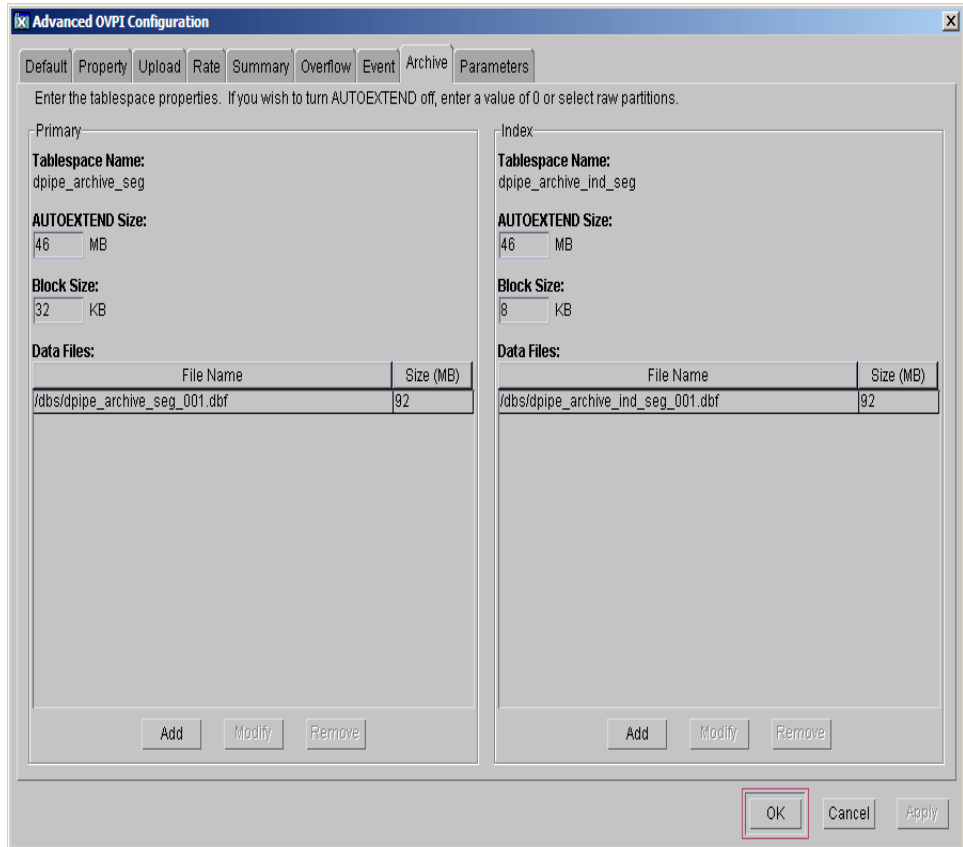 Advanced OVPI Configuration
Default Property Upload Rate Summary Overflow Event Archive Parameters
Enter the tablespace properties. If you wish to turn AUTOEXTEND off, enter a value of 0 or select raw partitions.
Primary
Tablespace Name:
dpipe_archive_seg
AUTOEXTEND Size:
46 MB
Block Size:
32 KB
Data Files:
File Name Size (MB)
/dbs/dpipe_archive_seg_001.dbf 92
Add Modify Remove
Index
Tablespace Name:
dpipe_archive_ind_seg
AUTOEXTEND Size:
46 MB
Block Size:
8 KB
Data Files:
File Name Size (MB)
/dbs/dpipe_archive_ind_seg_001.dbf 92
Add Modify Remove
OK Cancel Apply